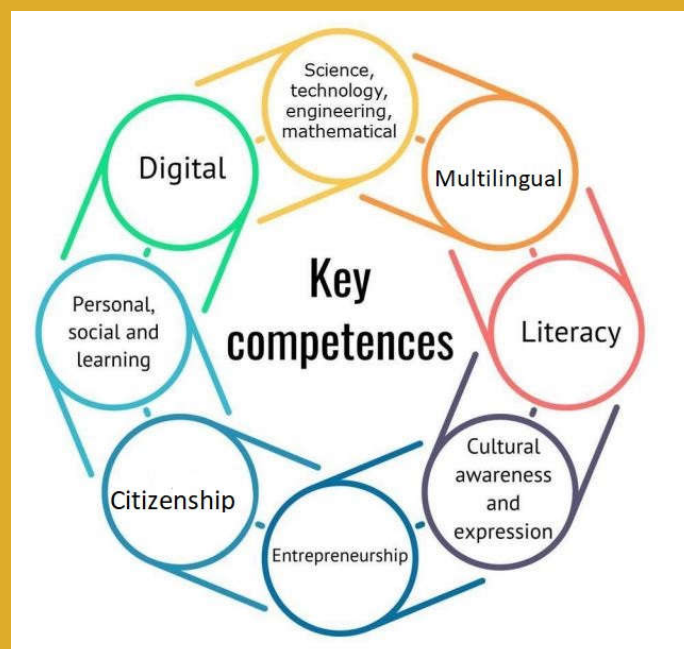 Science,
technology,
engineering,
mathematical
Digital
Multilingual
Key
competences
Personal,
social and
learning
Literacy
Citizenship
Cultural
awareness
and
expression
Entrepreneurship